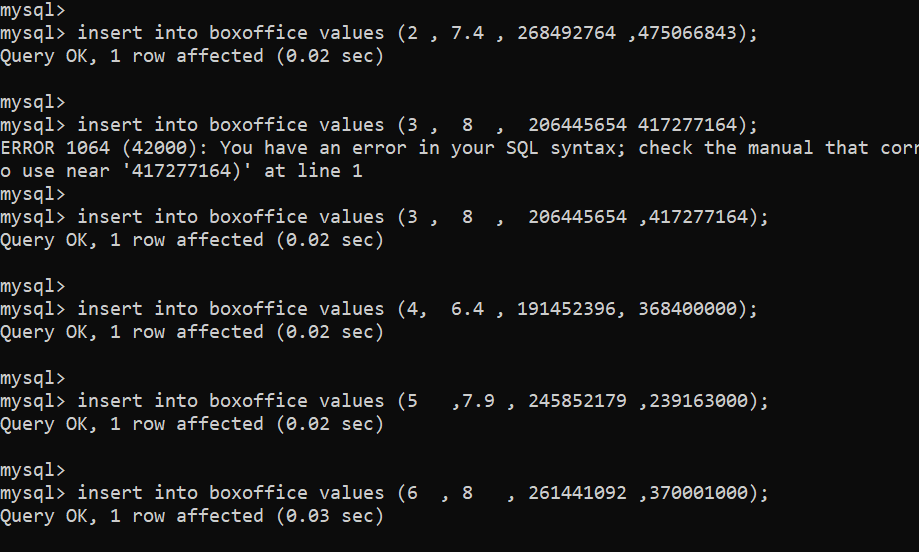 mysql>
mysql> insert into boxoffice values (2 , 7.4 , 268492764 ,475066843);
Query OK, 1 row affected (0.02 sec)
mysql>
mysql> insert into boxoffice values (3 ,  8  ,  206445654 417277164);
ERROR 1064 (42000): You have an error in your SQL syntax; check the manual that corr
o use near '417277164)' at line 1
mysql>
mysql> insert into boxoffice values (3 ,  8  ,  206445654 ,417277164);
Query OK, 1 row affected (0.02 sec)
mysql>
mysql> insert into boxoffice values (4,  6.4 , 191452396, 368400000);
Query OK, 1 row affected (0.02 sec)
mysql>
mysql> insert into boxoffice values (5   ,7.9 , 245852179 ,239163000);
Query OK, 1 row affected (0.02 sec)
mysql>
mysql> insert into boxoffice values (6  , 8   , 261441092 ,370001000);
Query OK, 1 row affected (0.03 sec)